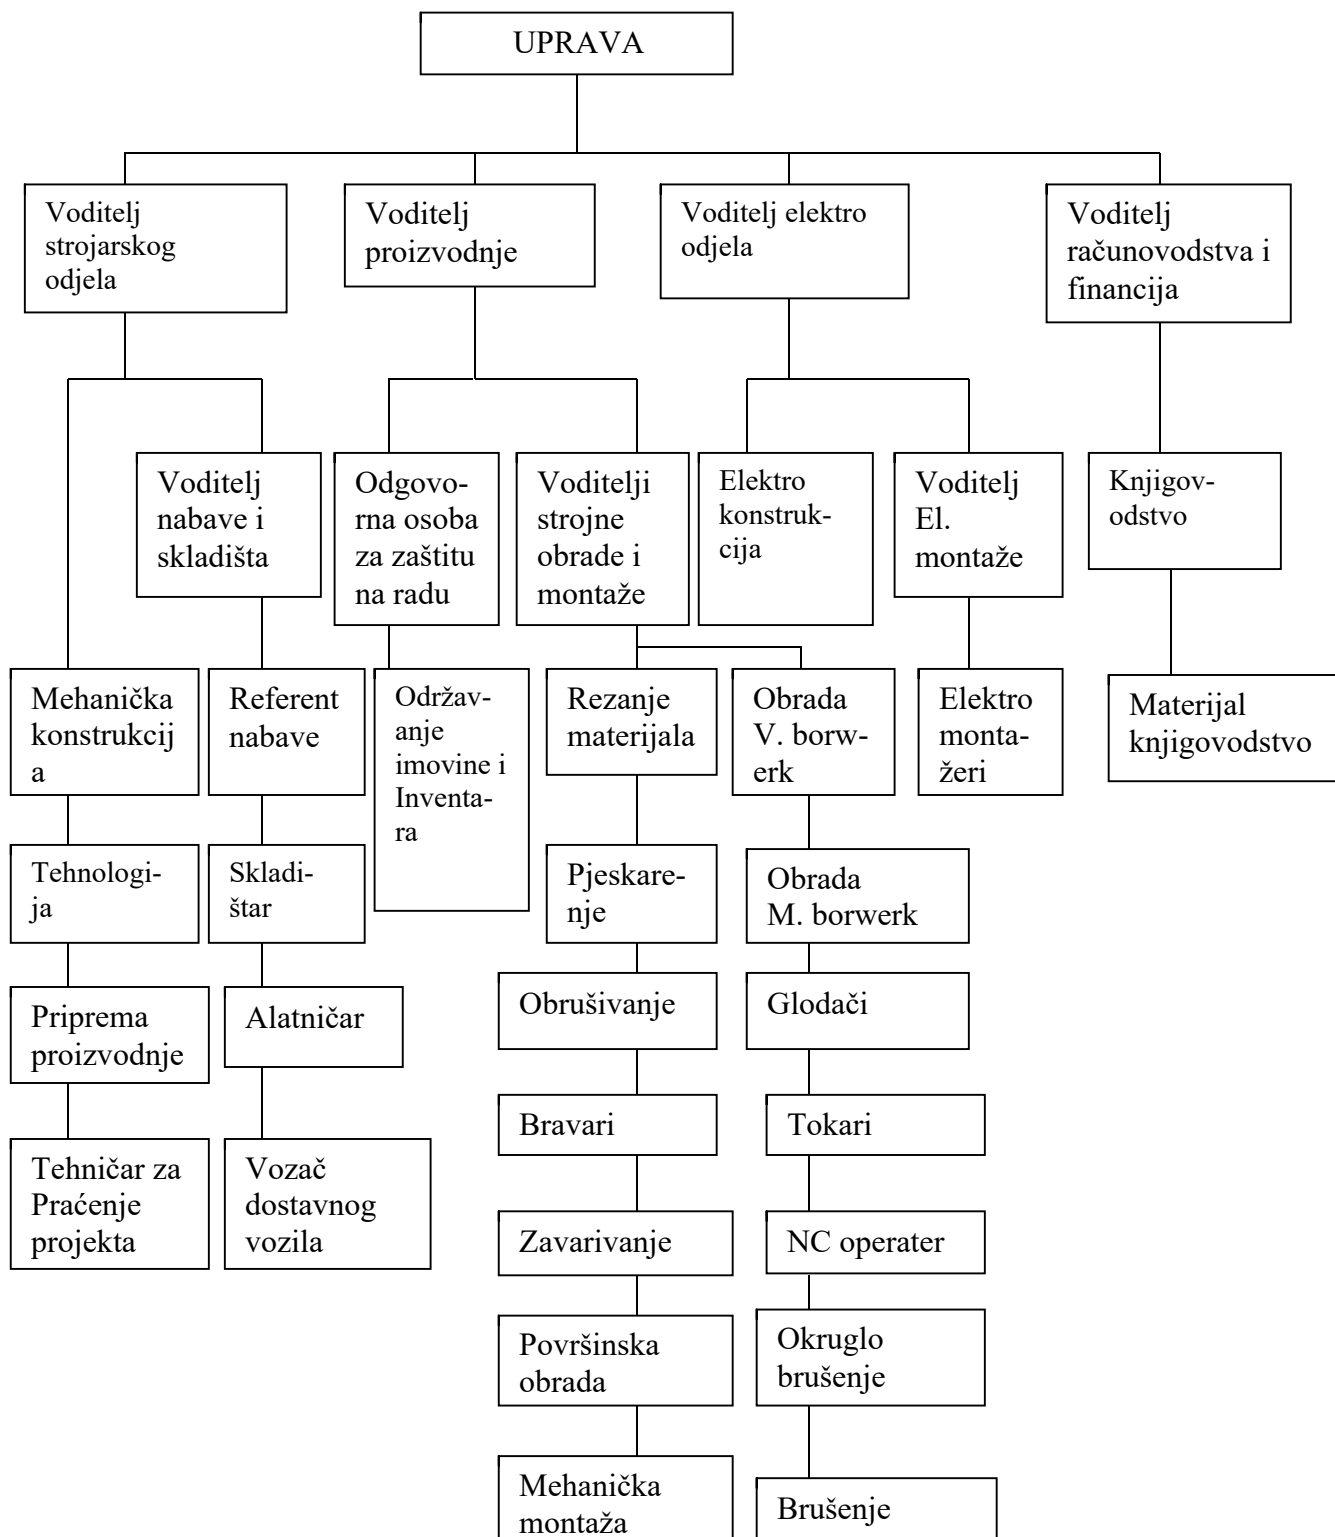 UPRAVA
Voditelj
strojarskog
odjela
Voditelj
proizvodnje
Voditelj elektro
odjela
Voditelj
računovodstva i
financija
Voditelj
nabave i
skladišta
Odgovo-
rna osoba
za zaštitu
na radu
Voditelji
strojne
obrade i
montaže
Elektro
konstruk-
cija
Voditelj
El.
montaže
Knjigov-
odstvo
Mehanička
konstrukcij
a
Referent
nabave
Održav-
anje
imovine i
Inventa-
ra
Rezanje
materijala
Obrada
V. borw-
erk
Elektro
monta-
žeri
Materijal
knjigovodstvo
Tehnologi-
ja
Skladi-
štar
Pjeskare-
nje
Obrada
M. borwerk
Priprema
proizvodnje
Alatničar
Obrušivanje
Glodači
Bravari
Tokari
Tehničar za
Praćenje
projekta
Vozač
dostavnog
vozila
Zavarivanje
NC operater
Površinska
obrada
Okruglo
brušenje
Mehanička
montaža
Brušenje